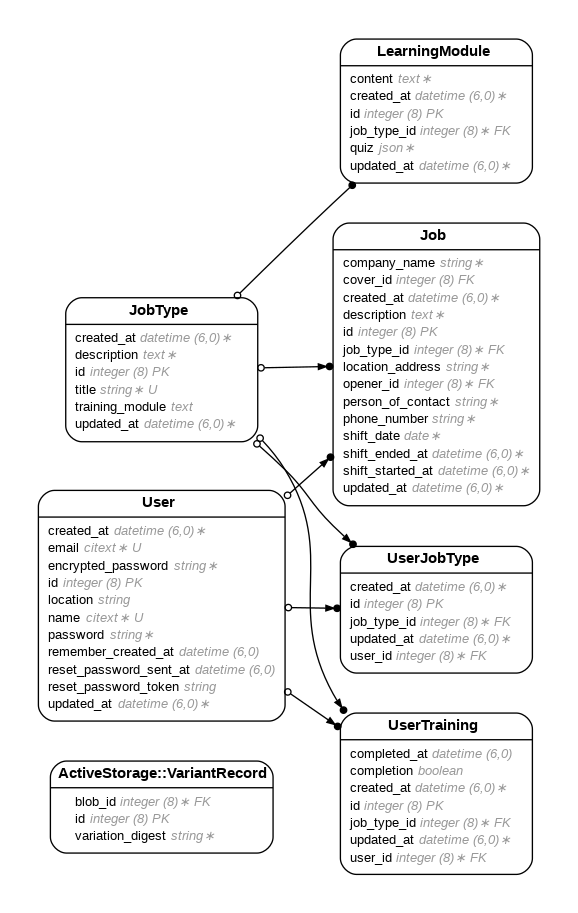 LearningModule
content text∗
created_at datetime (6,0)∗
id integer (8) PK
job_type_id integer (8)∗ FK
quiz json∗
updated_at datetime (6,0)∗
Job
company_name string∗
cover_id integer (8) FK
created_at datetime (6,0)∗
description text∗
id integer (8) PK
job_type_id integer (8)∗ FK
location_address string∗
opener_id integer (8)∗ FK
person_of_contact string∗
phone_number string∗
shift_date date∗
shift_ended_at datetime (6,0)∗
shift_started_at datetime (6,0)∗
updated_at datetime (6,0)∗
JobType
created_at datetime (6,0)∗
description text∗
id integer (8) PK
title string∗ U
training_module text
updated_at datetime (6,0)∗
User
created_at datetime (6,0)∗
email citext∗ U
encrypted_password string∗
id integer (8) PK
location string
name citext∗ U
password string∗
remember_created_at datetime (6,0)
reset_password_sent_at datetime (6,0)
reset_password_token string
updated_at datetime (6,0)∗
UserJobType
created_at datetime (6,0)∗
id integer (8) PK
job_type_id integer (8)∗ FK
updated_at datetime (6,0)∗
user_id integer (8)∗ FK
UserTraining
completed_at datetime (6,0)
completion boolean
created_at datetime (6,0)∗
id integer (8) PK
job_type_id integer (8)∗ FK
updated_at datetime (6,0)∗
user_id integer (8)∗ FK
ActiveStorage::VariantRecord
blob_id integer (8)∗ FK
id integer (8) PK
variation_digest string∗